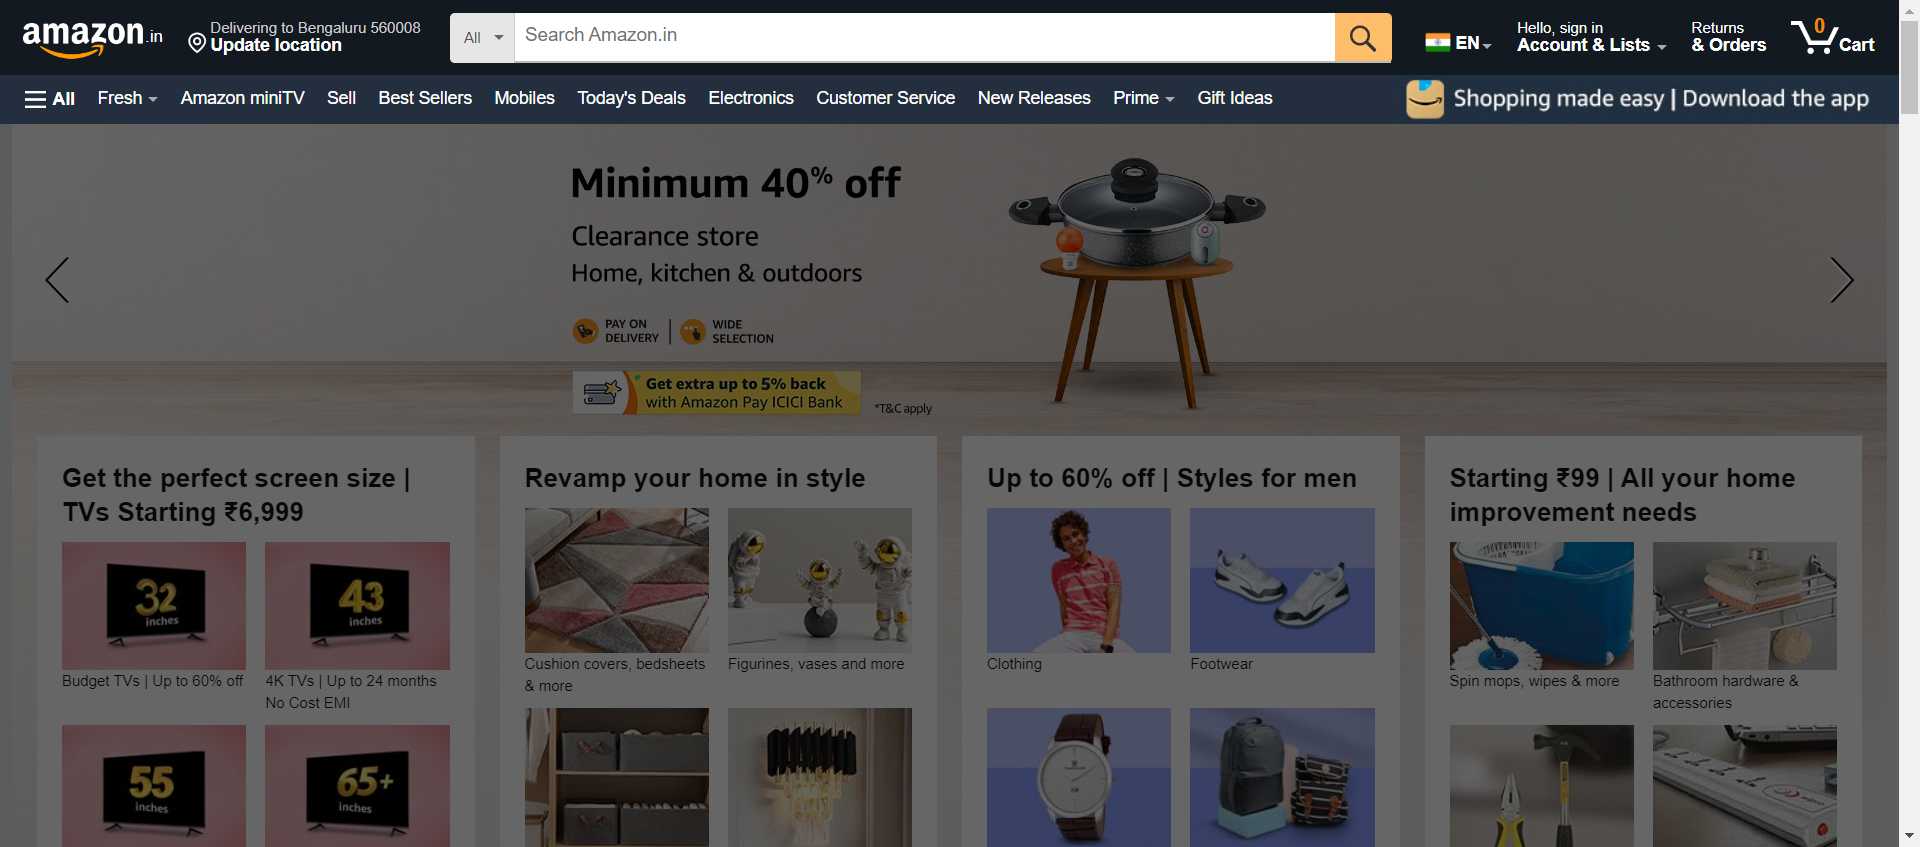 amazon.in
Delivering to Bengaluru 560008
Update location
All
Search Amazon.in
EN
Hello, sign in
Account & Lists
Returns
& Orders
0
Cart
All
Fresh
Amazon miniTV
Sell
Best Sellers
Mobiles
Today's Deals
Electronics
Customer Service
New Releases
Prime
Gift Ideas
Shopping made easy | Download the app
Minimum 40% off
Clearance store
Home, kitchen & outdoors
PAY ON
DELIVERY
WIDE
SELECTION
Get extra up to 5% back
with Amazon Pay ICICI Bank
*T&C apply
Get the perfect screen size |
TVs Starting ₹6,999
32
inches
43
inches
Budget TVs | Up to 60% off
4K TVs | Up to 24 months
No Cost EMI
55
inches
65+
inches
Revamp your home in style
Cushion covers, bedsheets
& more
Figurines, vases and more
Up to 60% off | Styles for men
Clothing
Footwear
Starting ₹99 | All your home
improvement needs
Spin mops, wipes & more
Bathroom hardware &
accessories